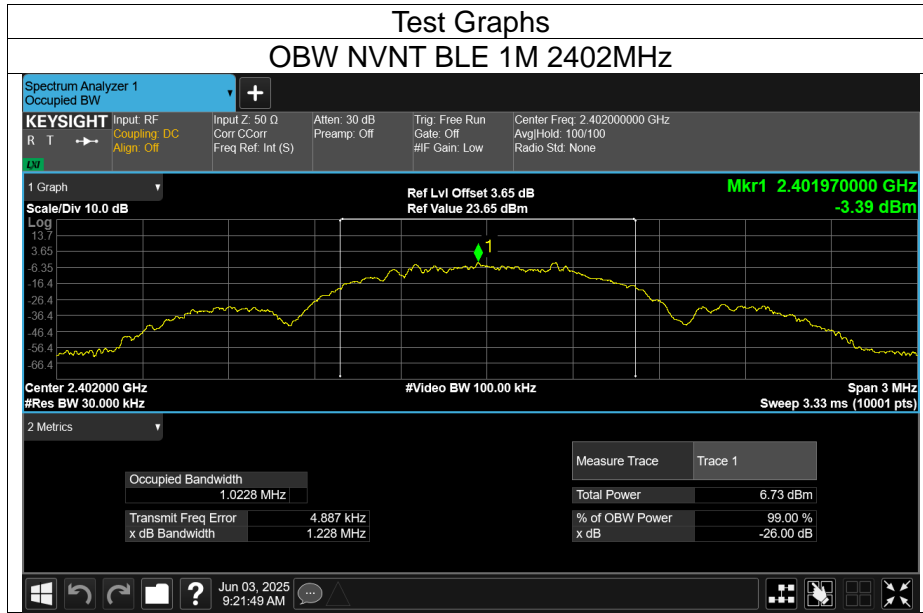 Test Graphs
OBW NVNT BLE 1M 2402MHz
Spectrum Analyzer 1
Occupied BW
+
KEYSIGHT
R T
LXI
Input: RF
Coupling: DC
Align: Off
Input Z: 50 Ω
Corr CCorr
Freq Ref: Int (S)
Atten: 30 dB
Preamp: Off
Trig: Free Run
Gate: Off
#IF Gain: Low
Center Freq: 2.402000000 GHz
Avg|Hold: 100/100
Radio Std: None
1 Graph
Scale/Div 10.0 dB
Ref Lvl Offset 3.65 dB
Ref Value 23.65 dBm
Mkr1 2.401970000 GHz
-3.39 dBm
Log
13.7
3.65
-6.35
-16.4
-26.4
-36.4
-46.4
-56.4
-66.4
1
Center 2.402000 GHz
#Res BW 30.000 kHz
#Video BW 100.00 kHz
Span 3 MHz
Sweep 3.33 ms (10001 pts)
2 Metrics
Occupied Bandwidth
1.0228 MHz
Transmit Freq Error 4.887 kHz
x dB Bandwidth 1.228 MHz
Measure Trace Trace 1
Total Power 6.73 dBm
% of OBW Power 99.00 %
x dB -26.00 dB
?
Jun 03, 2025
9:21:49 AM